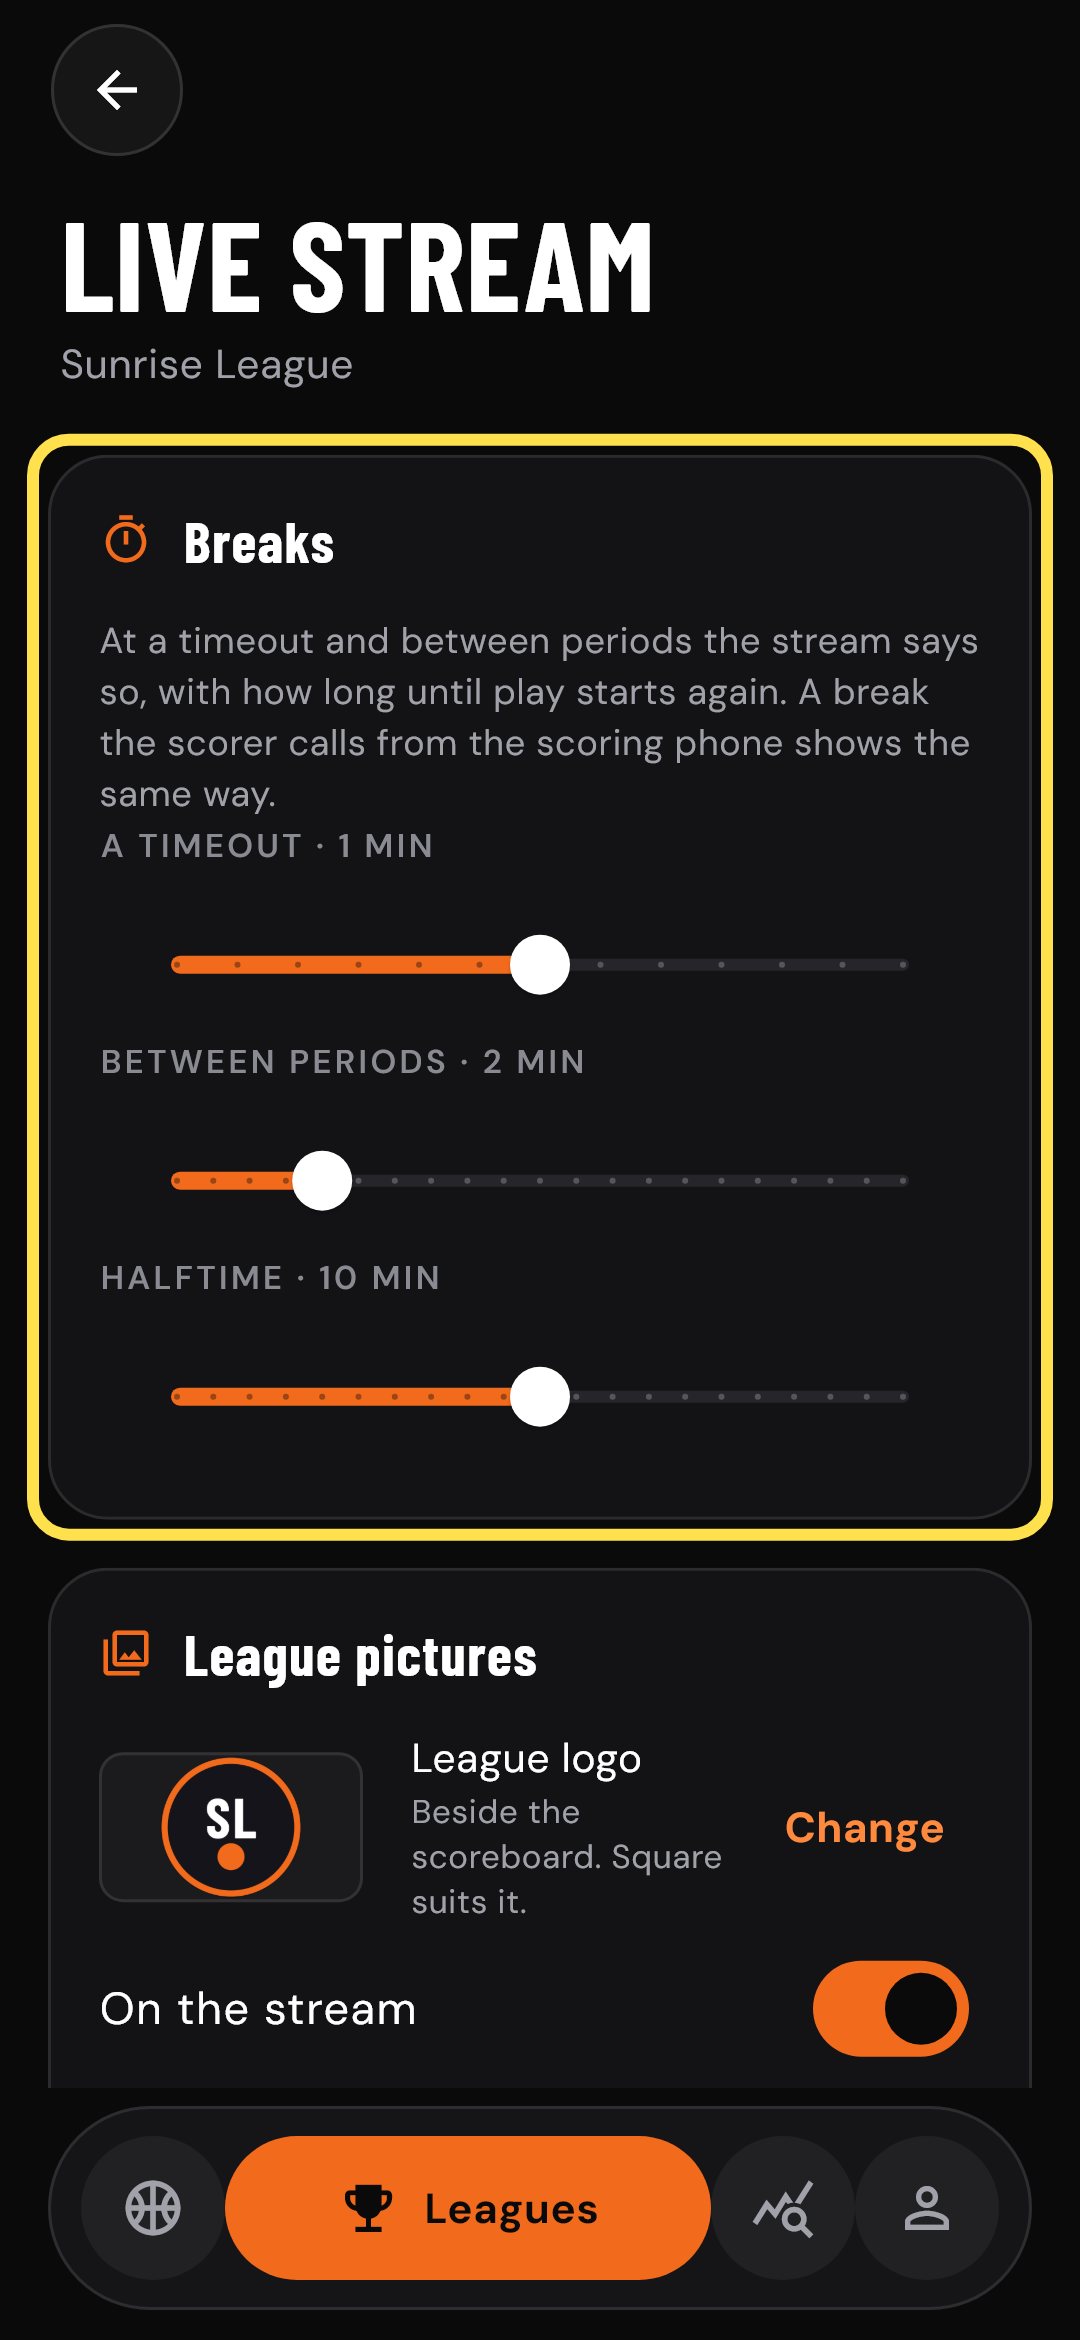 LIVE STREAM
Sunrise League
Breaks
At a timeout and between periods the stream says
so, with how long until play starts again. A break
the scorer calls from the scoring phone shows the
same way.
A TIMEOUT · 1 MIN
BETWEEN PERIODS · 2 MIN
HALFTIME · 10 MIN
League pictures
SL
League logo
Beside the
scoreboard. Square
suits it.
Change
On the stream
Leagues